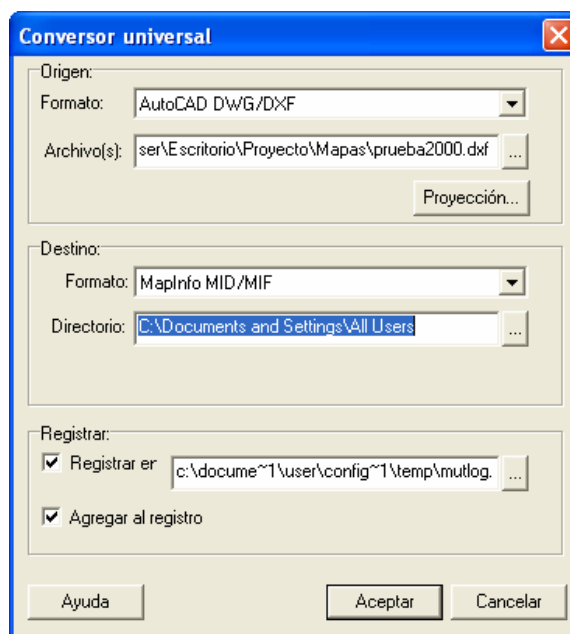 Conversor universal
Origen:
Formato: AutoCAD DWG/DXF
Archivo(s): ser\Escritorio\Proyecto\Mapas\prueba2000.dxf ...
Proyección...
Destino:
Formato: MapInfo MID/MIF
Directorio: C:\Documents and Settings\All Users ...
Registrar:
Registrar er c:\docume~1\user\config~1\temp\mutlog. ...
Agregar al registro
Ayuda Aceptar Cancelar